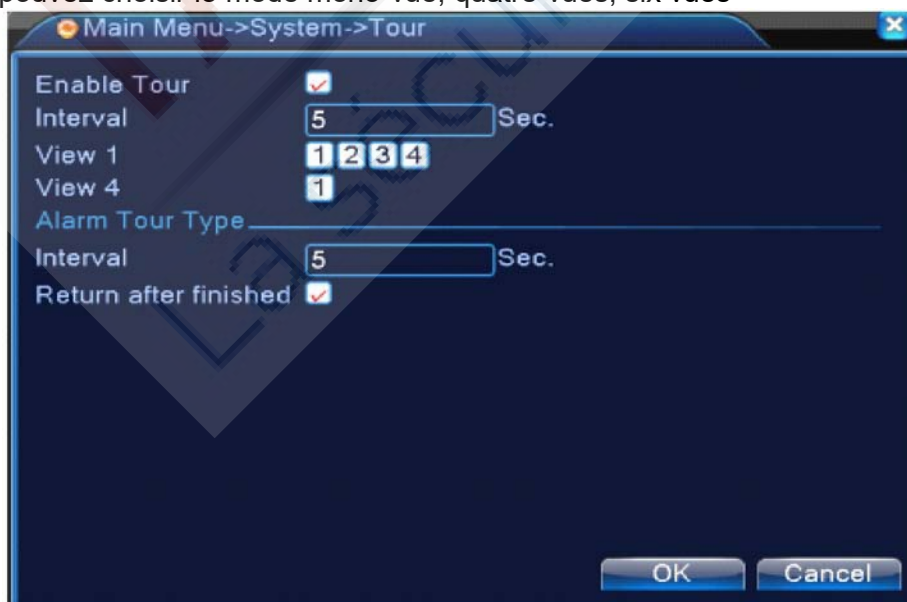 pouvez choisir le mode mono-vue, quatre vues, six vues
Main Menu->System->Tour
Enable Tour
Interval 5 Sec.
View 1 1 2 3 4
View 4 1
Alarm Tour Type
Interval 5 Sec.
Return after finished
OK Cancel
La sécur